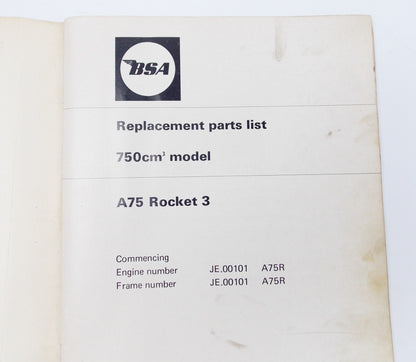 BSA
Replacement parts list
750cm³ model
A75 Rocket 3
Commencing
Engine number JE.00101 A75R
Frame number JE.00101 A75R